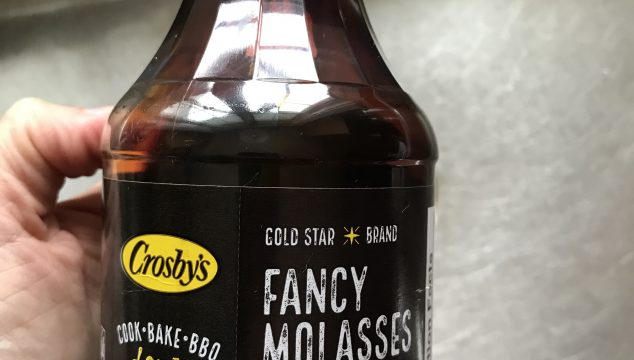 Crosby's
COOK•BAKE•BBQ
GOLD STAR BRAND
FANCY
MOLASSES